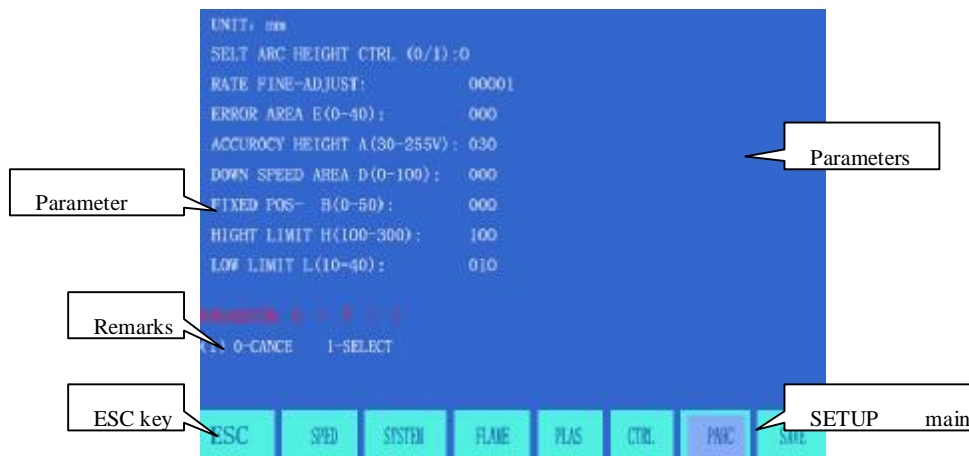 UNIT: mm
SELT ARC HEIGHT CTRL (0/1):0
RATE FINE-ADJUST: 00001
ERROR AREA E(0-40): 000
ACCUROCY HEIGHT A(30-255V): 030
Parameters
DOWN SPEED AREA D(0-100): 000
Parameter
FIXED POS- B(0-50): 000
HIGHT LIMIT H(100-300): 100
LOW LIMIT L(10-40): 010
Remarks
0-CANCE 1-SELECT
ESC key
SETUP main
ESC SPED SYSTEM FLAME PLAS CTRL PAHC SAVE